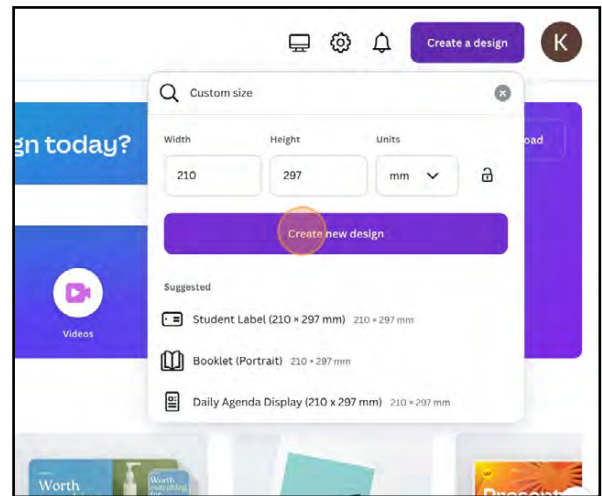 Create a design
K
Custom size
gn today?
oad
Width Height Units
210 297 mm
Create new design
Suggested
Student Label (210 × 297 mm) 210 × 297 mm
Booklet (Portrait) 210 × 297 mm
Daily Agenda Display (210 x 297 mm) 210 × 297 mm
Videos
Worth
Worth